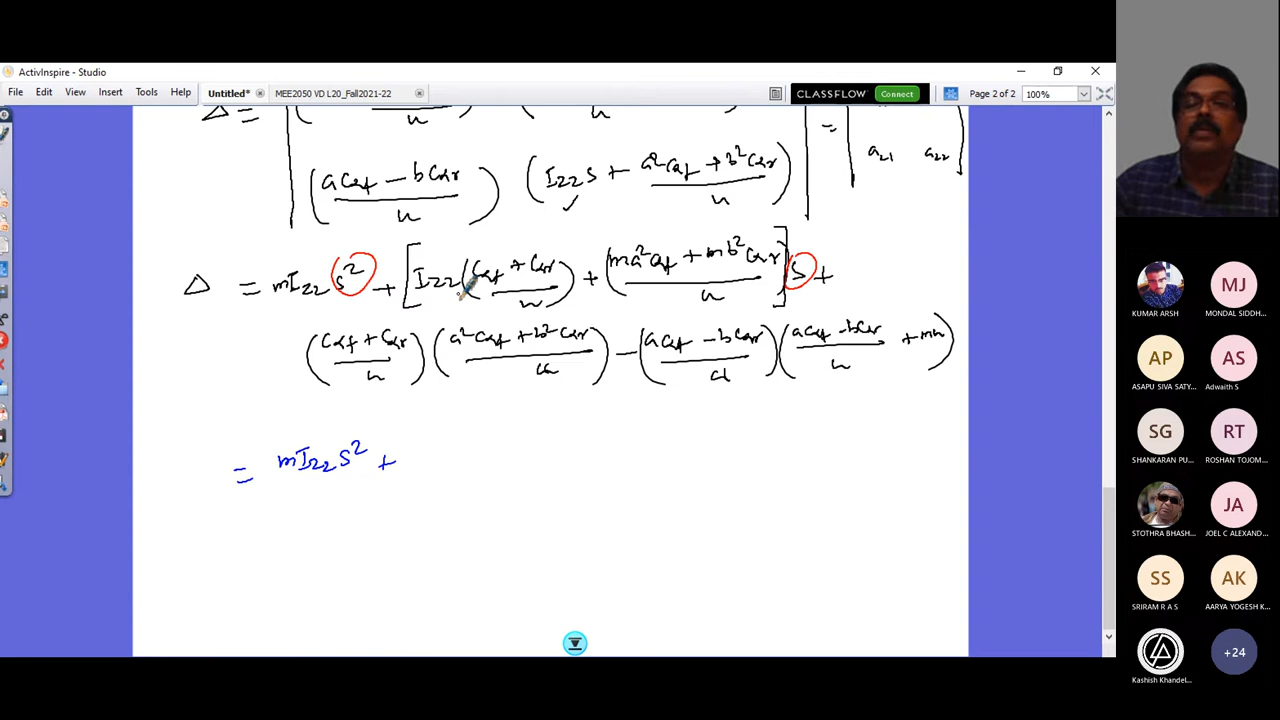 ActivInspire - Studio
File Edit View Insert Tools Help Untitled* MEE2050 VD L20_Fall2021-22 CLASSFLOW Connect Page 2 of 2 100%
Δ =
u u =
a21 a22
(aCαf - bCαr / u) (Izz s + a²Cαf + b²Cαr / u)
Δ = mIzz s² + [Izz (Cαf + Cαr / u) + (ma²Cαf + mb²Cαr / u)] s +
(Cαf + Cαr / u) (a²Cαf + b²Cαr / u) - (aCαf - bCαr / u) (aCαf - bCαr / u + mu)
= mIzz s² +
KUMAR ARSH
MJ
MONDAL SIDDH...
AP
ASAPU SIVA SATY...
AS
Adwaith S
SG
SHANKARAN PU...
RT
ROSHAN TOJOM...
STOTHRA BHASH...
JA
JOEL C ALEXAND...
SS
SRIRAM R A S
AK
AARYA YOGESH K...
Kashish Khandel...
+24